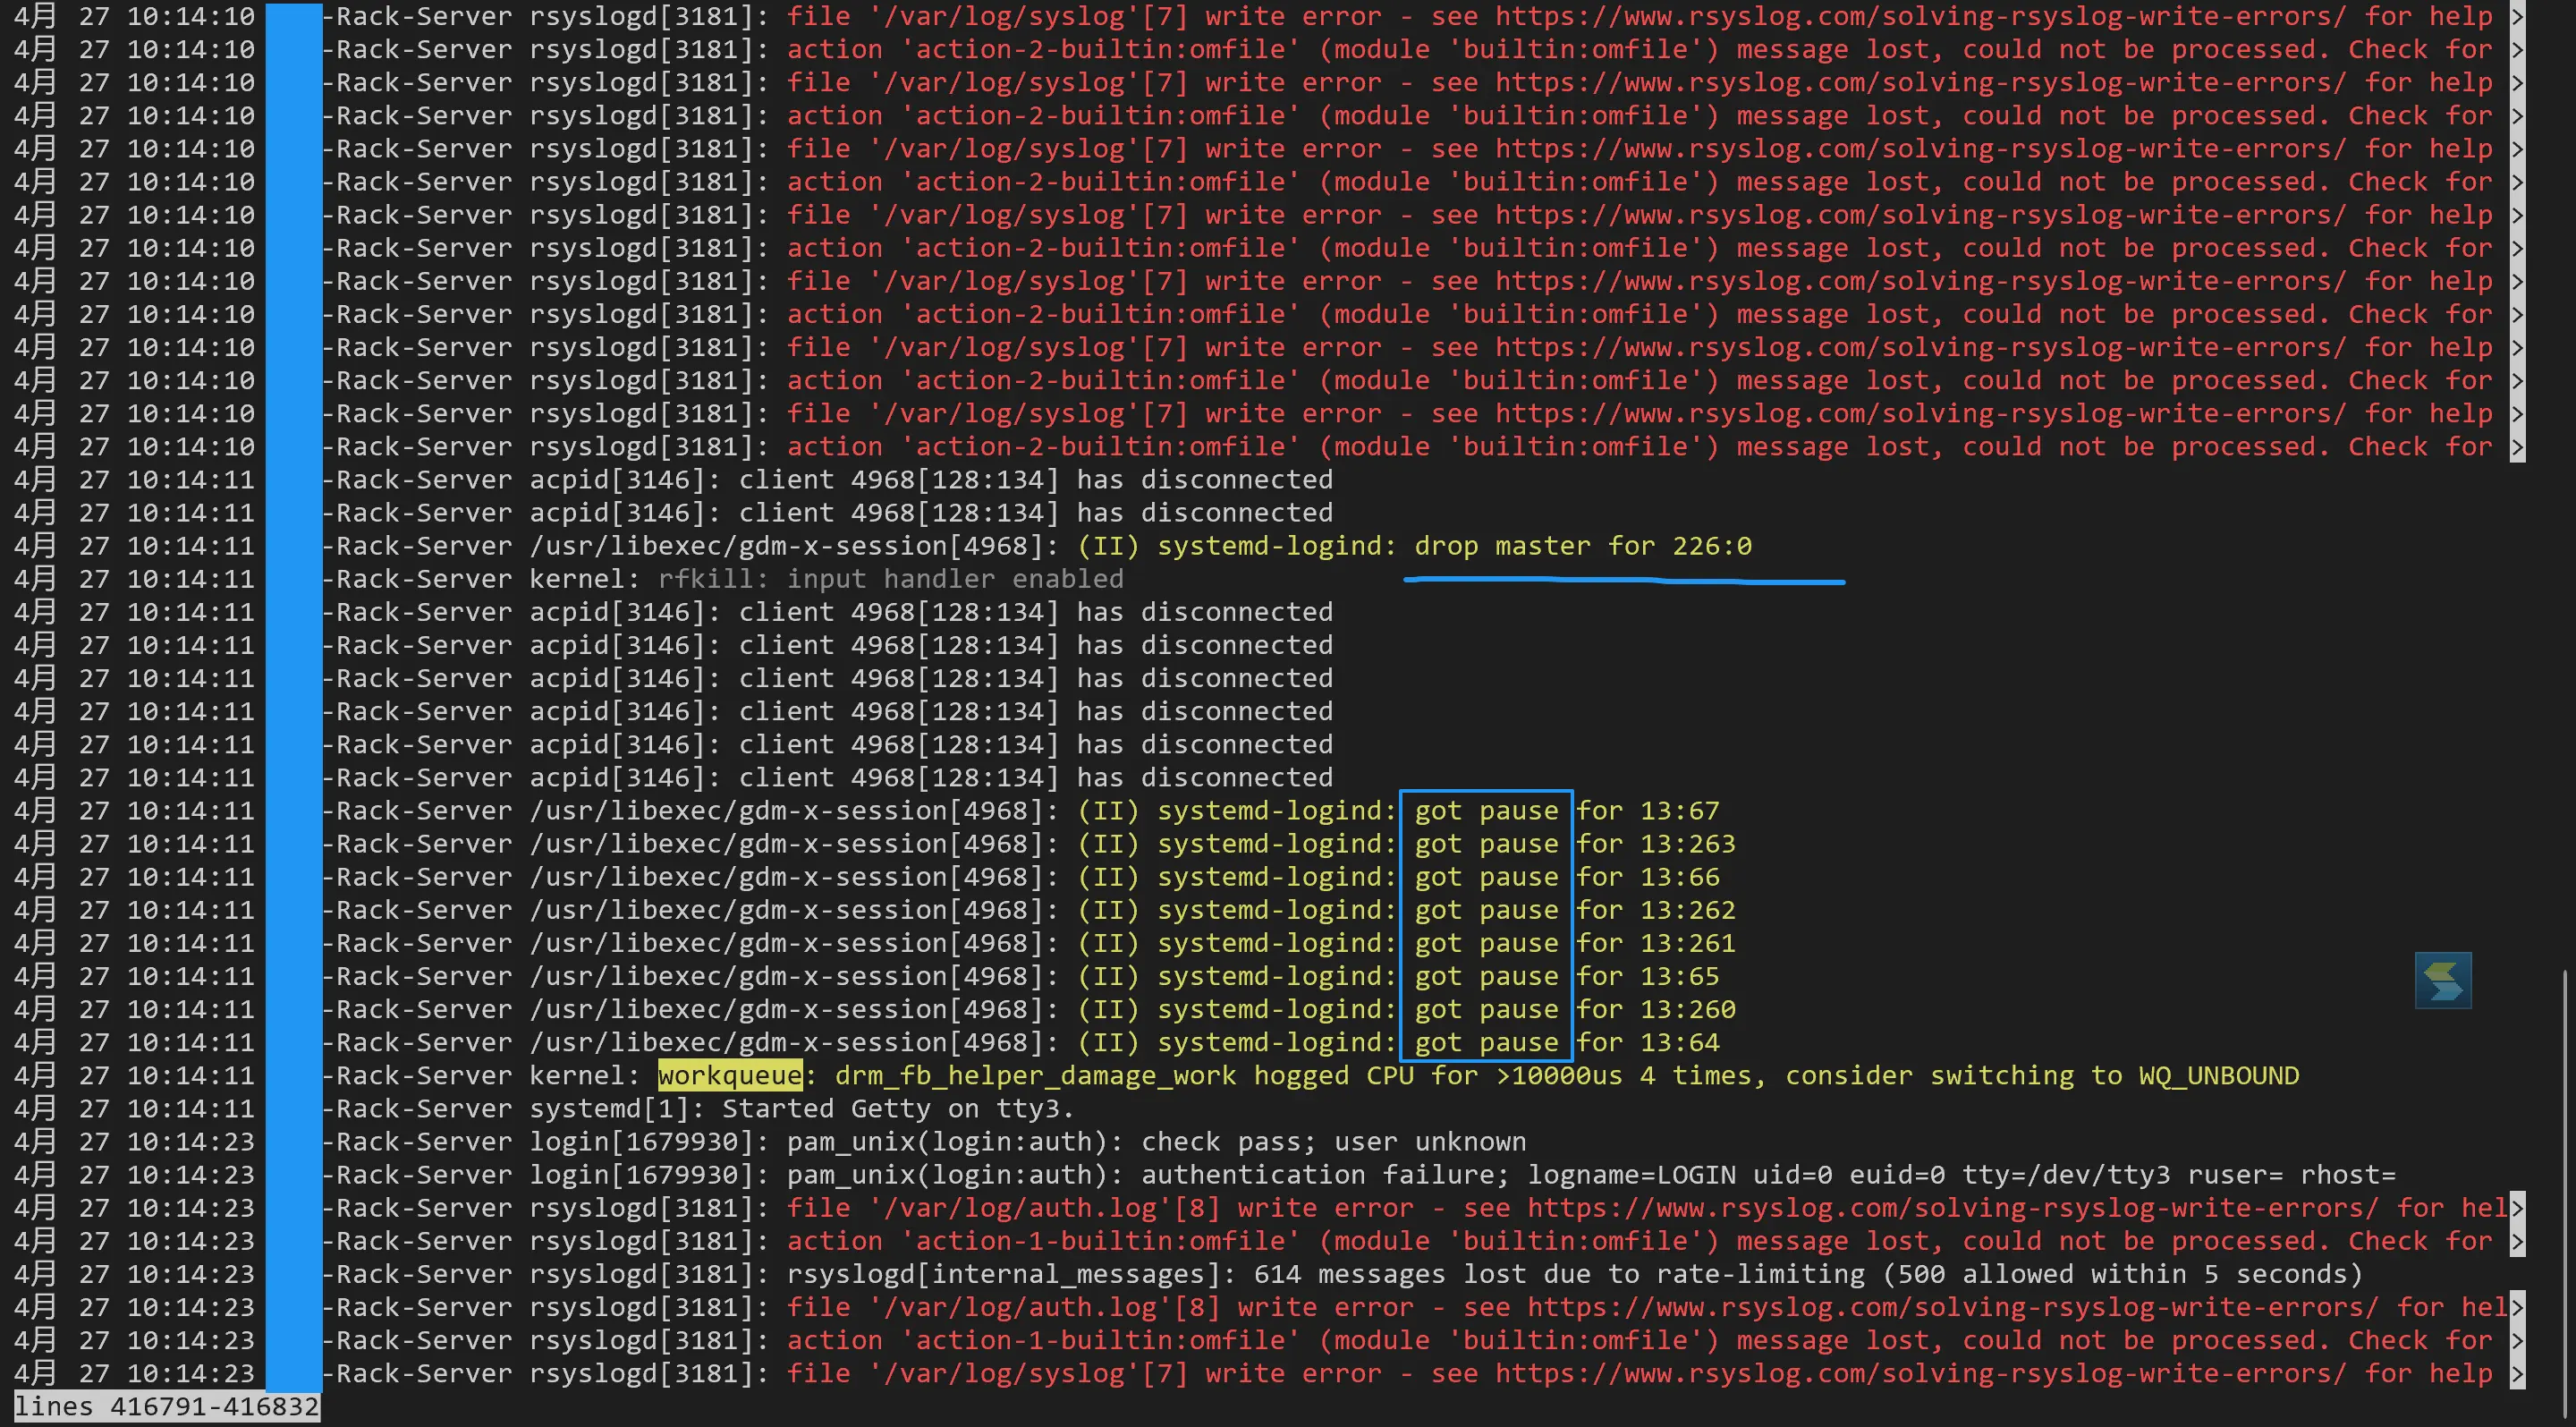 4月 27 10:14:10 -Rack-Server rsyslogd[3181]: file '/var/log/syslog'[7] write error - see https://www.rsyslog.com/solving-rsyslog-write-errors/ for help >
4月 27 10:14:10 -Rack-Server rsyslogd[3181]: action 'action-2-builtin:omfile' (module 'builtin:omfile') message lost, could not be processed. Check for >
4月 27 10:14:10 -Rack-Server rsyslogd[3181]: file '/var/log/syslog'[7] write error - see https://www.rsyslog.com/solving-rsyslog-write-errors/ for help >
4月 27 10:14:10 -Rack-Server rsyslogd[3181]: action 'action-2-builtin:omfile' (module 'builtin:omfile') message lost, could not be processed. Check for >
4月 27 10:14:10 -Rack-Server rsyslogd[3181]: file '/var/log/syslog'[7] write error - see https://www.rsyslog.com/solving-rsyslog-write-errors/ for help >
4月 27 10:14:10 -Rack-Server rsyslogd[3181]: action 'action-2-builtin:omfile' (module 'builtin:omfile') message lost, could not be processed. Check for >
4月 27 10:14:10 -Rack-Server rsyslogd[3181]: file '/var/log/syslog'[7] write error - see https://www.rsyslog.com/solving-rsyslog-write-errors/ for help >
4月 27 10:14:10 -Rack-Server rsyslogd[3181]: action 'action-2-builtin:omfile' (module 'builtin:omfile') message lost, could not be processed. Check for >
4月 27 10:14:10 -Rack-Server rsyslogd[3181]: file '/var/log/syslog'[7] write error - see https://www.rsyslog.com/solving-rsyslog-write-errors/ for help >
4月 27 10:14:10 -Rack-Server rsyslogd[3181]: action 'action-2-builtin:omfile' (module 'builtin:omfile') message lost, could not be processed. Check for >
4月 27 10:14:10 -Rack-Server rsyslogd[3181]: file '/var/log/syslog'[7] write error - see https://www.rsyslog.com/solving-rsyslog-write-errors/ for help >
4月 27 10:14:10 -Rack-Server rsyslogd[3181]: action 'action-2-builtin:omfile' (module 'builtin:omfile') message lost, could not be processed. Check for >
4月 27 10:14:10 -Rack-Server rsyslogd[3181]: file '/var/log/syslog'[7] write error - see https://www.rsyslog.com/solving-rsyslog-write-errors/ for help >
4月 27 10:14:10 -Rack-Server rsyslogd[3181]: action 'action-2-builtin:omfile' (module 'builtin:omfile') message lost, could not be processed. Check for >
4月 27 10:14:11 -Rack-Server acpid[3146]: client 4968[128:134] has disconnected
4月 27 10:14:11 -Rack-Server acpid[3146]: client 4968[128:134] has disconnected
4月 27 10:14:11 -Rack-Server /usr/libexec/gdm-x-session[4968]: (II) systemd-logind: drop master for 226:0
4月 27 10:14:11 -Rack-Server kernel: rfkill: input handler enabled
4月 27 10:14:11 -Rack-Server acpid[3146]: client 4968[128:134] has disconnected
4月 27 10:14:11 -Rack-Server acpid[3146]: client 4968[128:134] has disconnected
4月 27 10:14:11 -Rack-Server acpid[3146]: client 4968[128:134] has disconnected
4月 27 10:14:11 -Rack-Server acpid[3146]: client 4968[128:134] has disconnected
4月 27 10:14:11 -Rack-Server acpid[3146]: client 4968[128:134] has disconnected
4月 27 10:14:11 -Rack-Server acpid[3146]: client 4968[128:134] has disconnected
4月 27 10:14:11 -Rack-Server /usr/libexec/gdm-x-session[4968]: (II) systemd-logind: got pause for 13:67
4月 27 10:14:11 -Rack-Server /usr/libexec/gdm-x-session[4968]: (II) systemd-logind: got pause for 13:263
4月 27 10:14:11 -Rack-Server /usr/libexec/gdm-x-session[4968]: (II) systemd-logind: got pause for 13:66
4月 27 10:14:11 -Rack-Server /usr/libexec/gdm-x-session[4968]: (II) systemd-logind: got pause for 13:262
4月 27 10:14:11 -Rack-Server /usr/libexec/gdm-x-session[4968]: (II) systemd-logind: got pause for 13:261
4月 27 10:14:11 -Rack-Server /usr/libexec/gdm-x-session[4968]: (II) systemd-logind: got pause for 13:65
4月 27 10:14:11 -Rack-Server /usr/libexec/gdm-x-session[4968]: (II) systemd-logind: got pause for 13:260
4月 27 10:14:11 -Rack-Server /usr/libexec/gdm-x-session[4968]: (II) systemd-logind: got pause for 13:64
4月 27 10:14:11 -Rack-Server kernel: workqueue: drm_fb_helper_damage_work hogged CPU for >10000us 4 times, consider switching to WQ_UNBOUND
4月 27 10:14:11 -Rack-Server systemd[1]: Started Getty on tty3.
4月 27 10:14:23 -Rack-Server login[1679930]: pam_unix(login:auth): check pass; user unknown
4月 27 10:14:23 -Rack-Server login[1679930]: pam_unix(login:auth): authentication failure; logname=LOGIN uid=0 euid=0 tty=/dev/tty3 ruser= rhost=
4月 27 10:14:23 -Rack-Server rsyslogd[3181]: file '/var/log/auth.log'[8] write error - see https://www.rsyslog.com/solving-rsyslog-write-errors/ for hel>
4月 27 10:14:23 -Rack-Server rsyslogd[3181]: action 'action-1-builtin:omfile' (module 'builtin:omfile') message lost, could not be processed. Check for >
4月 27 10:14:23 -Rack-Server rsyslogd[3181]: rsyslogd[internal_messages]: 614 messages lost due to rate-limiting (500 allowed within 5 seconds)
4月 27 10:14:23 -Rack-Server rsyslogd[3181]: file '/var/log/auth.log'[8] write error - see https://www.rsyslog.com/solving-rsyslog-write-errors/ for hel>
4月 27 10:14:23 -Rack-Server rsyslogd[3181]: action 'action-1-builtin:omfile' (module 'builtin:omfile') message lost, could not be processed. Check for >
4月 27 10:14:23 -Rack-Server rsyslogd[3181]: file '/var/log/syslog'[7] write error - see https://www.rsyslog.com/solving-rsyslog-write-errors/ for help >
lines 416791-416832